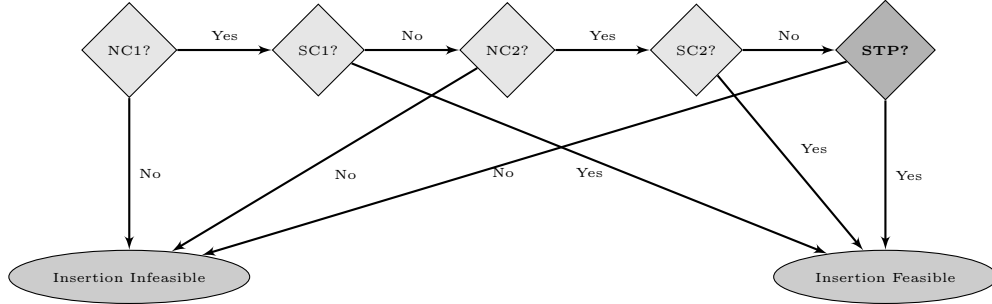 Yes
No
Yes
No
NC1?
SC1?
NC2?
SC2?
STP?
Yes
No
No
No
Yes
Yes
Insertion Infeasible
Insertion Feasible